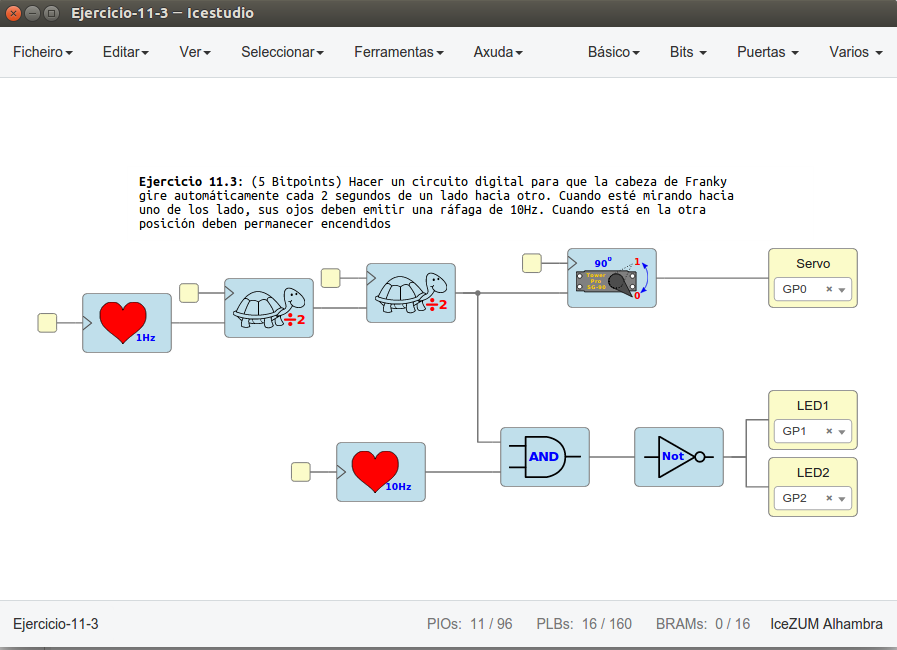 Ejercicio-11-3 — Icestudio
Ficheiro Editar Ver Seleccionar Ferramentas Axuda Básico Bits Puertas Varios
Ejercicio 11.3: (5 Bitpoints) Hacer un circuito digital para que la cabeza de Franky
gire automáticamente cada 2 segundos de un lado hacia otro. Cuando esté mirando hacia
uno de los lado, sus ojos deben emitir una ráfaga de 10Hz. Cuando está en la otra
posición deben permanecer encendidos
1Hz
÷2
÷2
90º
1
Tower
Pro
SG-90
0
Servo
GP0
10Hz
AND
Not
LED1
GP1
LED2
GP2
Ejercicio-11-3 PIOs: 11 / 96 PLBs: 16 / 160 BRAMs: 0 / 16 IceZUM Alhambra